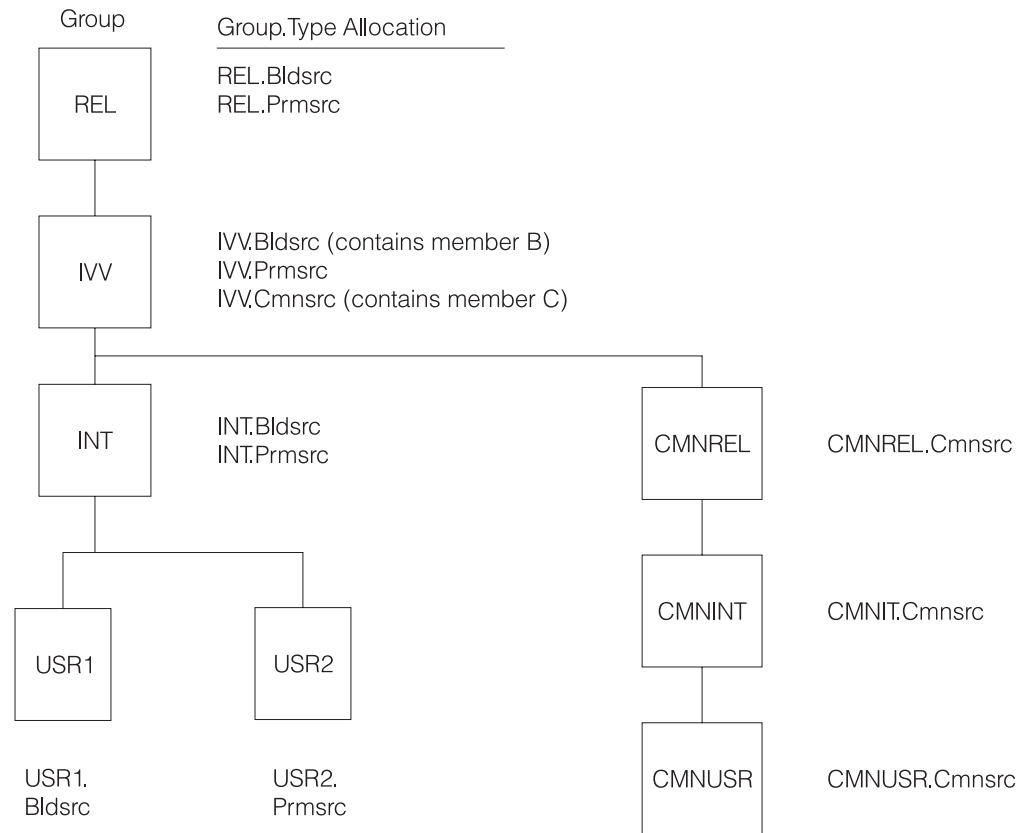 Group
Group.Type Allocation
REL
REL.Bldsrc
REL.Prmsrc
IVV
IVV.Bldsrc (contains member B)
IVV.Prmsrc
IVV.Cmnsrc (contains member C)
INT
INT.Bldsrc
INT.Prmsrc
CMNREL
CMNREL.Cmnsrc
CMNINT
CMNIT.Cmnsrc
USR1
USR2
USR1.
Bldsrc
USR2.
Prmsrc
CMNUSR
CMNUSR.Cmnsrc